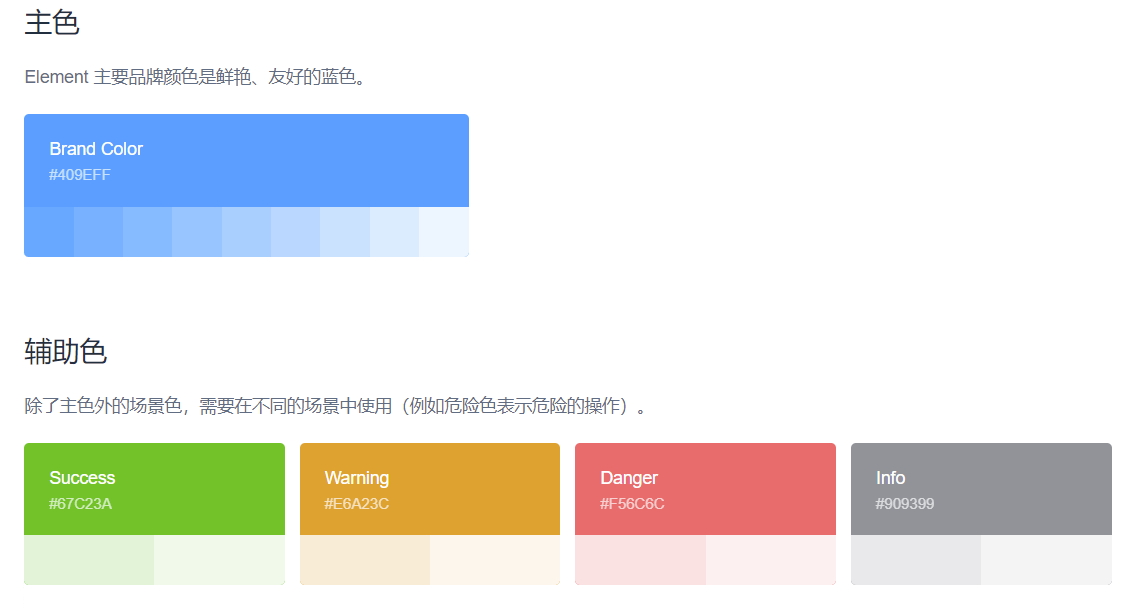 主色
Element 主要品牌颜色是鲜艳、友好的蓝色。
Brand Color
#409EFF
辅助色
除了主色外的场景色，需要在不同的场景中使用（例如危险色表示危险的操作）。
Success
#67C23A
Warning
#E6A23C
Danger
#F56C6C
Info
#909399